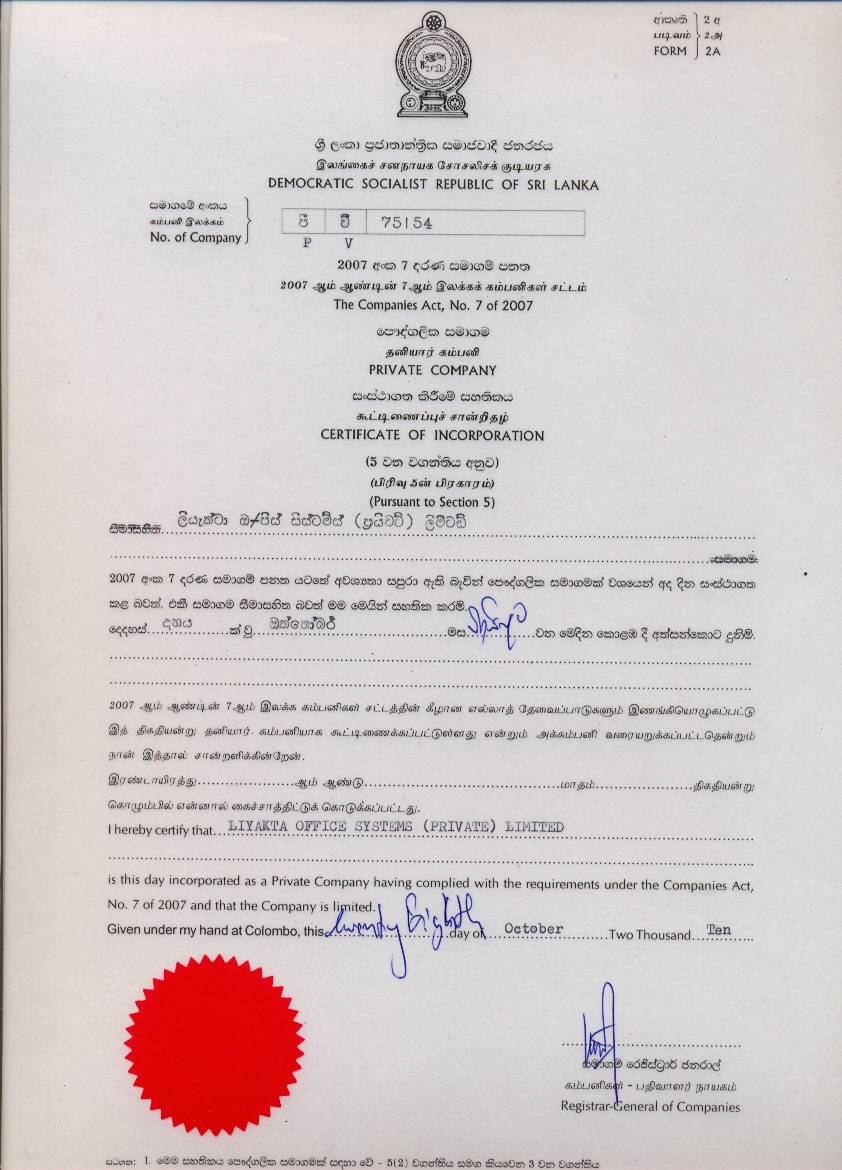 ආකෘති 2 අ
படிவம் 2அ
FORM 2A
ශ්‍රී ලංකා ප්‍රජාතාන්ත්‍රික සමාජවාදී ජනරජය
இலங்கைச் சனநாயக சோசலிசக் குடியரசு
DEMOCRATIC SOCIALIST REPUBLIC OF SRI LANKA
සමාගමේ අංකය
கம்பனி இலக்கம்
No. of Company
පී වී 75154
P V
2007 අංක 7 දරණ සමාගම් පනත
2007 ஆம் ஆண்டின் 7ஆம் இலக்கக் கம்பனிகள் சட்டம்
The Companies Act, No. 7 of 2007
පෞද්ගලික සමාගම
தனியார் கம்பனி
PRIVATE COMPANY
සංස්ථාගත කිරීමේ සහතිකය
கூட்டிணைப்புச் சான்றிதழ்
CERTIFICATE OF INCORPORATION
(5 වන වගන්තිය අනුව)
(பிரிவு 5ன் பிரகாரம்)
(Pursuant to Section 5)
සීමාසහිත ලියැක්ටා ඔෆිස් සිස්ටම්ස් (ප්‍රයිවට්) ලිමිටඩ්
සමාගම
2007 අංක 7 දරණ සමාගම් පනත යටතේ අවශ්‍යතා සපුරා ඇති බැවින් පෞද්ගලික සමාගමක් වශයෙන් අද දින සංස්ථාගත
කළ බවත්, එකී සමාගම සීමාසහිත බවත් මම මෙයින් සහතික කරමි.
දෙදහස් දහය ක් වූ ඔක්තෝබර් මස වන මෙදින කොළඹ දී අත්සන්කොට දුනිමි.
2007 ஆம் ஆண்டின் 7ஆம் இலக்க கம்பனிகள் சட்டத்தின் கீழான எல்லாத் தேவைப்பாடுகளும் இணங்கியொழுகப்பட்டு
இத் திகதியன்று தனியார் கம்பனியாக கூட்டிணைக்கப்பட்டுள்ளது என்றும் அக்கம்பனி வரையறுக்கப்பட்டதென்றும்
நான் இத்தால் சான்றளிக்கின்றேன்.
இரண்டாயிரத்து ஆம் ஆண்டு மாதம் திகதியன்று
கொழும்பில் என்னால் கைச்சாத்திட்டுக் கொடுக்கப்பட்டது.
I hereby certify that LIYAKTA OFFICE SYSTEMS (PRIVATE) LIMITED
is this day incorporated as a Private Company having complied with the requirements under the Companies Act,
No. 7 of 2007 and that the Company is limited.
Given under my hand at Colombo, this twenty Eighth day of October Two Thousand Ten
සමාගම් රෙජිස්ට්‍රාර් ජනරාල්
கம்பனிகள் - பதிவாளர் நாயகம்
Registrar-General of Companies
සටහන: 1. මෙම සහතිකය පෞද්ගලික සමාගමක් සඳහා වේ - 5(2) වගන්තිය සමග කියවෙන 3 වන වගන්තිය